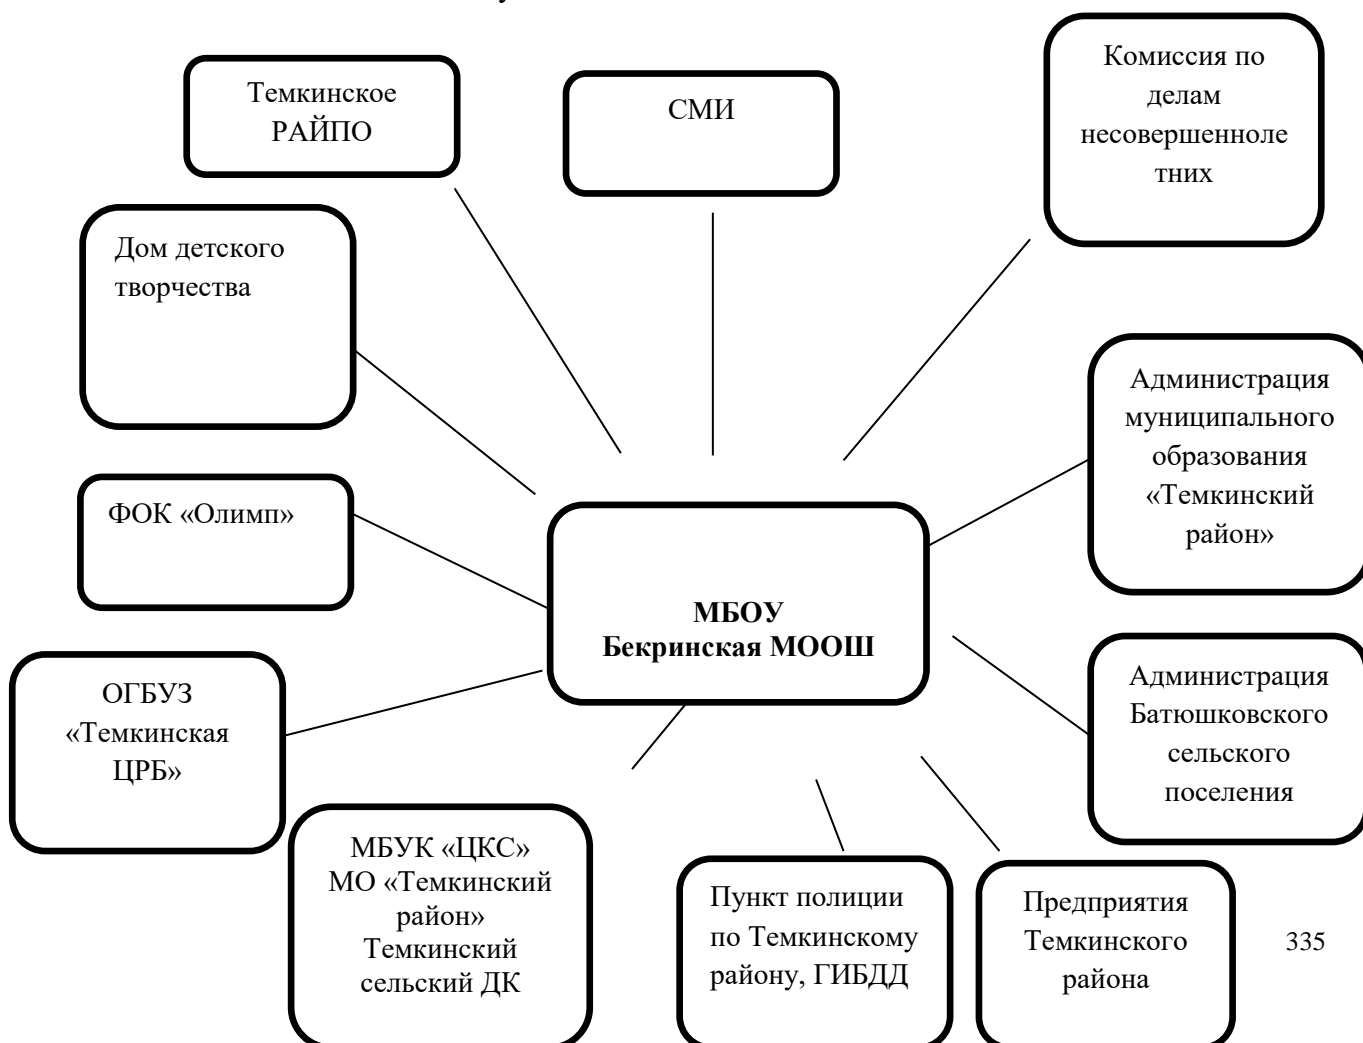 Темкинское
РАЙПО
СМИ
Комиссия по
делам
несовершенноле
тних
Дом детского
творчества
Администрация
муниципального
образования
«Темкинский
район»
ФОК «Олимп»
МБОУ
Бекринская МООШ
ОГБУЗ
«Темкинская
ЦРБ»
Администрация
Батюшковского
сельского
поселения
МБУК «ЦКС»
МО «Темкинский
район»
Темкинский
сельский ДК
Пункт полиции
по Темкинскому
району, ГИБДД
Предприятия
Темкинского
района
335